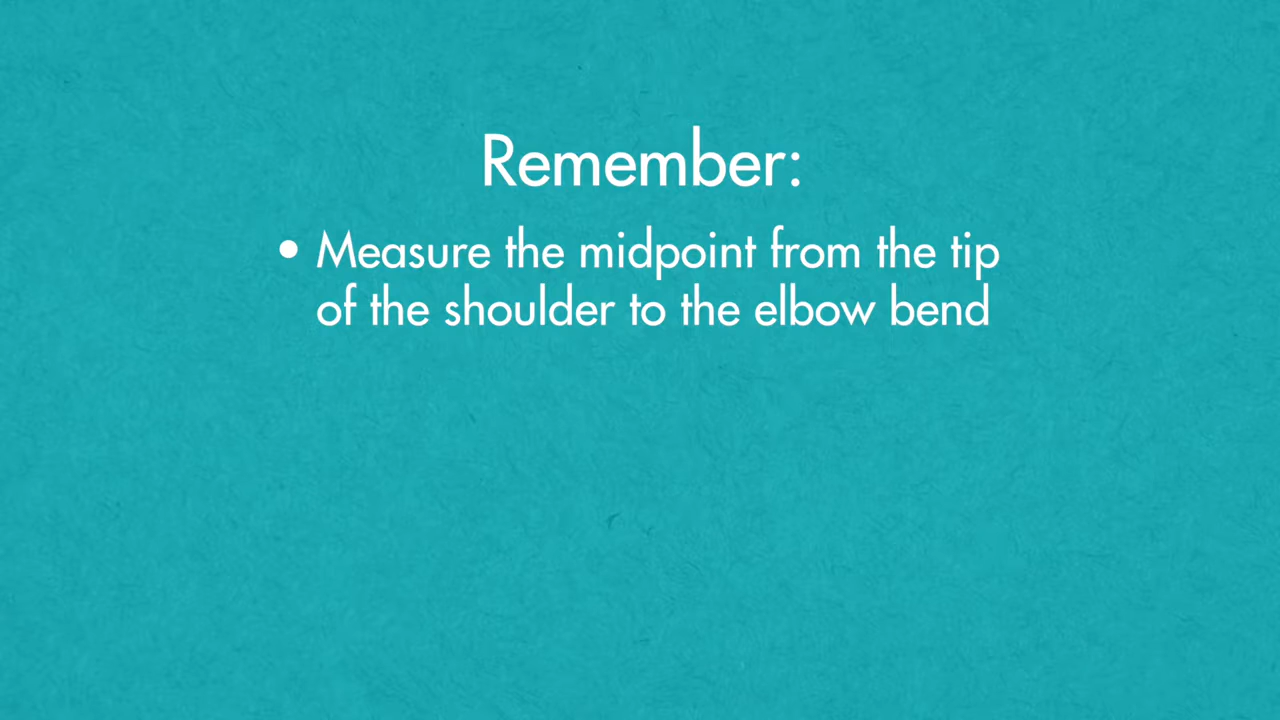 Remember:
• Measure the midpoint from the tip
of the shoulder to the elbow bend